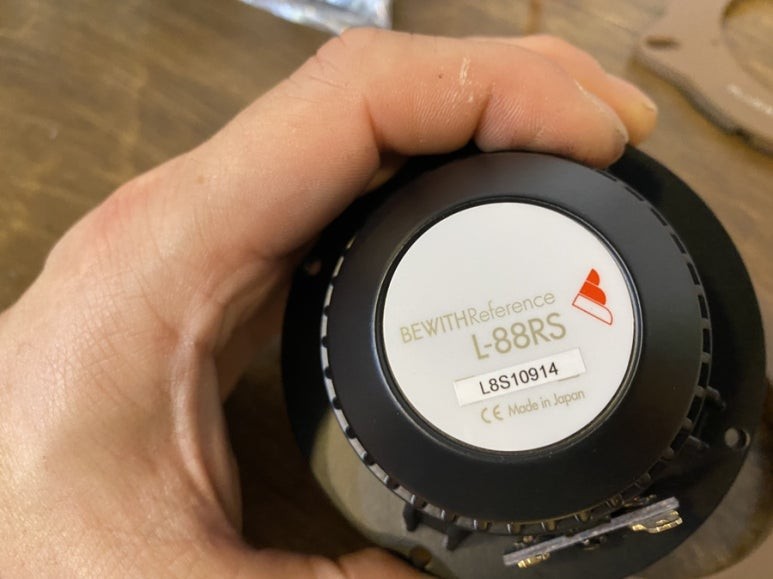 BEWITHReference
L-88RS
L8S10914
CE Made in Japan